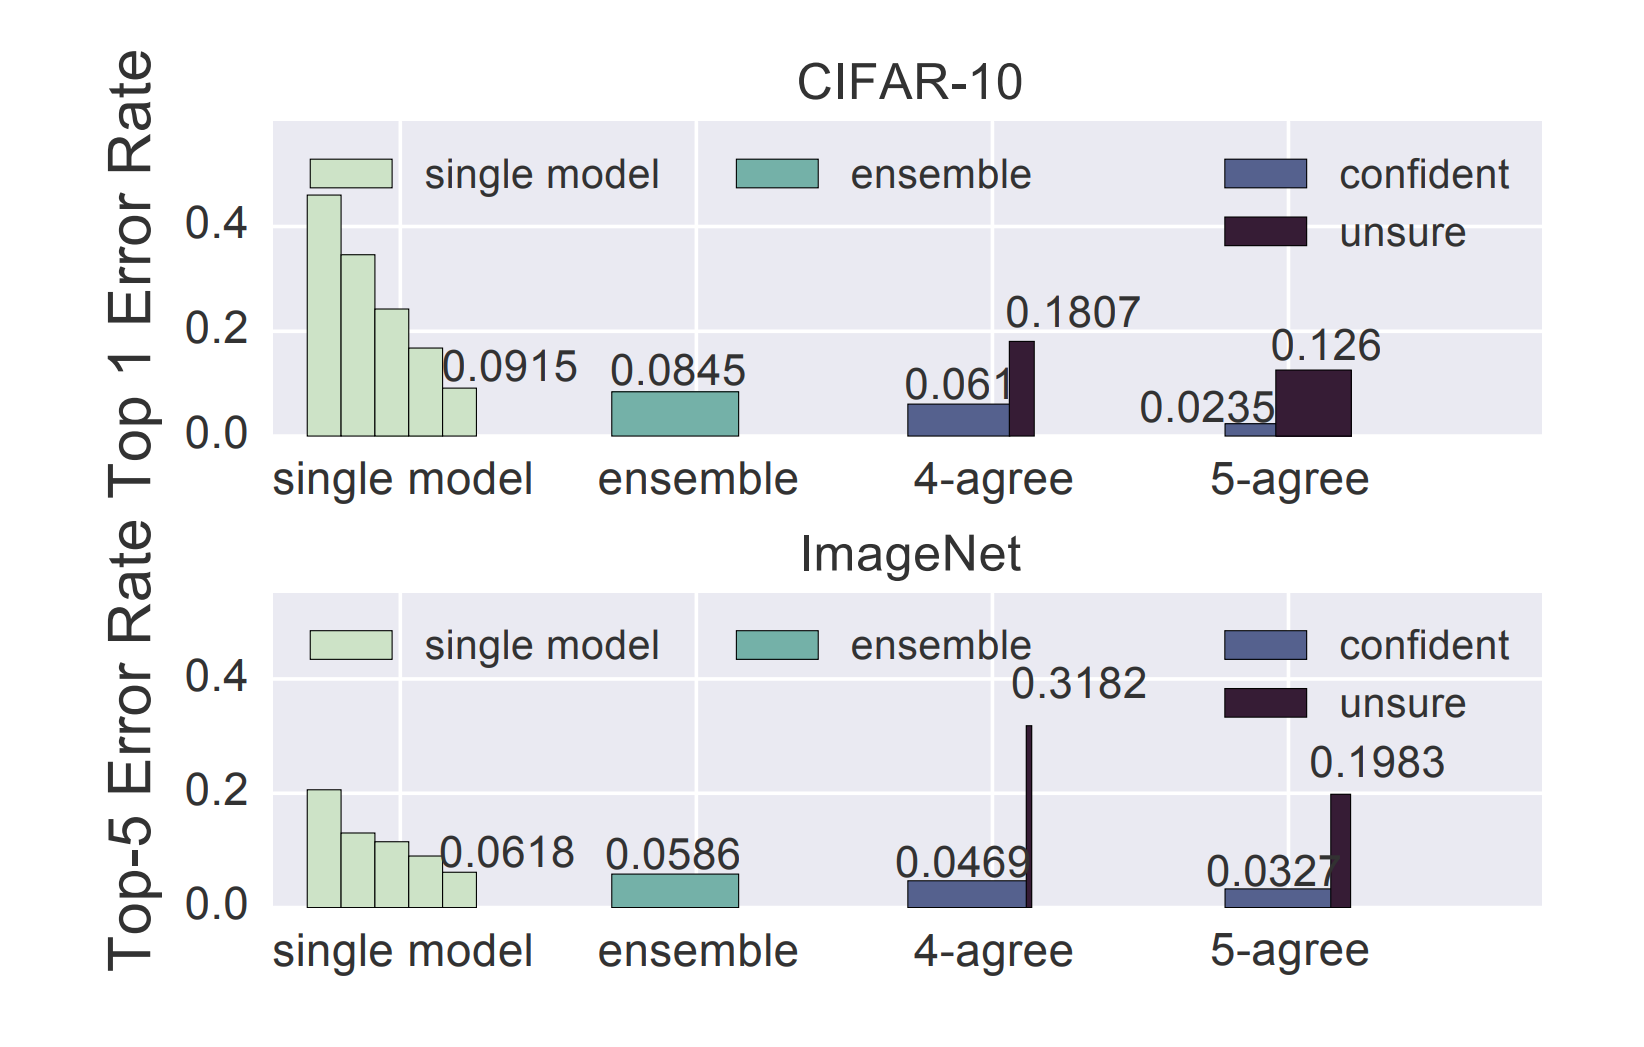 CIFAR-10
Top 1 Error Rate
single model
ensemble
confident
unsure
0.4
0.2
0.0
0.0915
0.0845
0.061
0.1807
0.0235
0.126
single model
ensemble
4-agree
5-agree
ImageNet
Top-5 Error Rate
single model
ensemble
confident
unsure
0.4
0.2
0.0
0.0618
0.0586
0.0469
0.3182
0.0327
0.1983
single model
ensemble
4-agree
5-agree